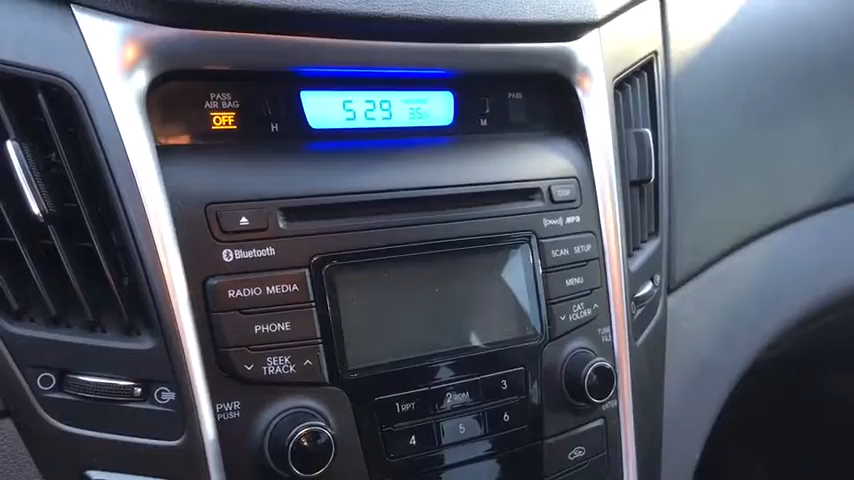 PASS
AIR BAG
OFF
H
5:29
PASS
DISP
Bluetooth
MP3
SCAN SETUP
RADIO MEDIA
MENU
PHONE
CAT
FOLDER
SEEK
TRACK
TUNE
FILE
PWR
PUSH
1 RPT 2 RDM 3
4 5 6
ENTER